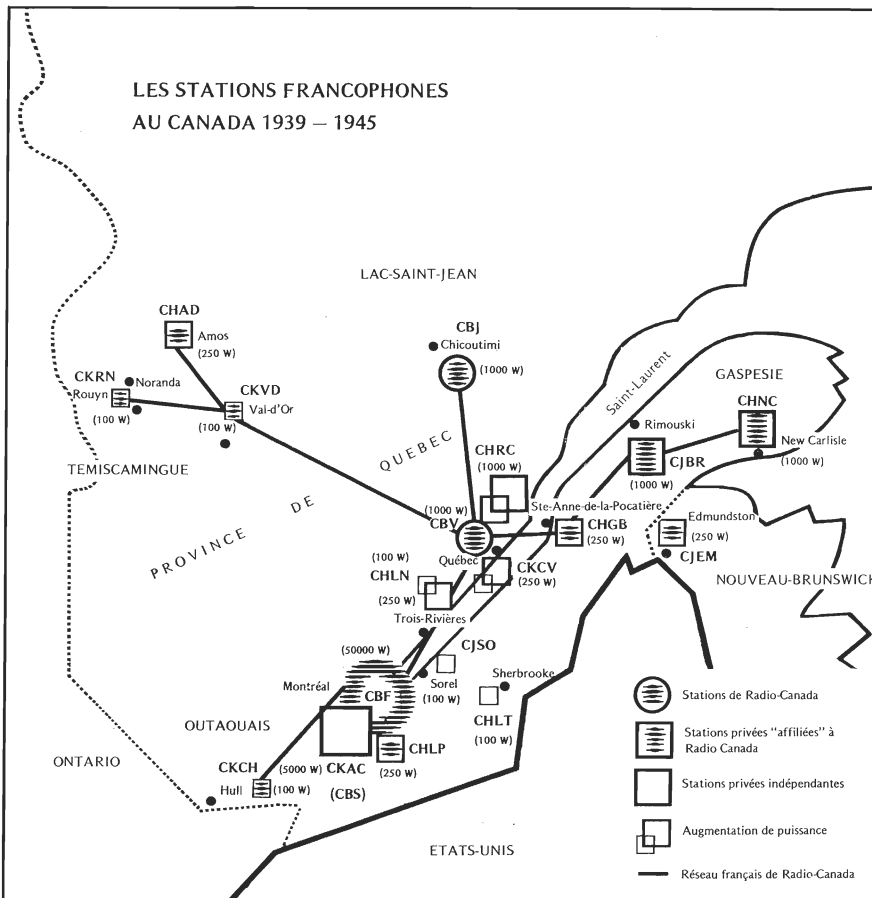 LES STATIONS FRANCOPHONES
AU CANADA 1939 – 1945
LAC-SAINT-JEAN
CHAD
Amos
(250 W)
CBJ
Chicoutimi
(1000 W)
CKRN
Noranda
Rouyn
(100 W)
CKVD
Val-d'Or
(100 W)
Saint-Laurent
GASPESIE
CHNC
New Carlisle
(1000 W)
Rimouski
CJBR
(1000 W)
TEMISCAMINGUE
PROVINCE DE QUEBEC
CHRC
(1000 W)
(1000 W)
CBV
Ste-Anne-de-la-Pocatière
CHGB
(250 W)
Edmundston
(250 W)
CJEM
Québec
CKCV
(250 W)
(100 W)
CHLN
(250 W)
NOUVEAU-BRUNSWICK
Trois-Rivières
CJSO
(50000 W)
Montréal
CBF
Sorel
(100 W)
Sherbrooke
CHLT
(100 W)
Stations de Radio-Canada
OUTAOUAIS
Stations privées "affiliées" à
Radio Canada
ONTARIO
CKCH
Hull
(100 W)
(5000 W)
CKAC
(CBS)
CHLP
(250 W)
Stations privées indépendantes
Augmentation de puissance
ETATS-UNIS
Réseau français de Radio-Canada